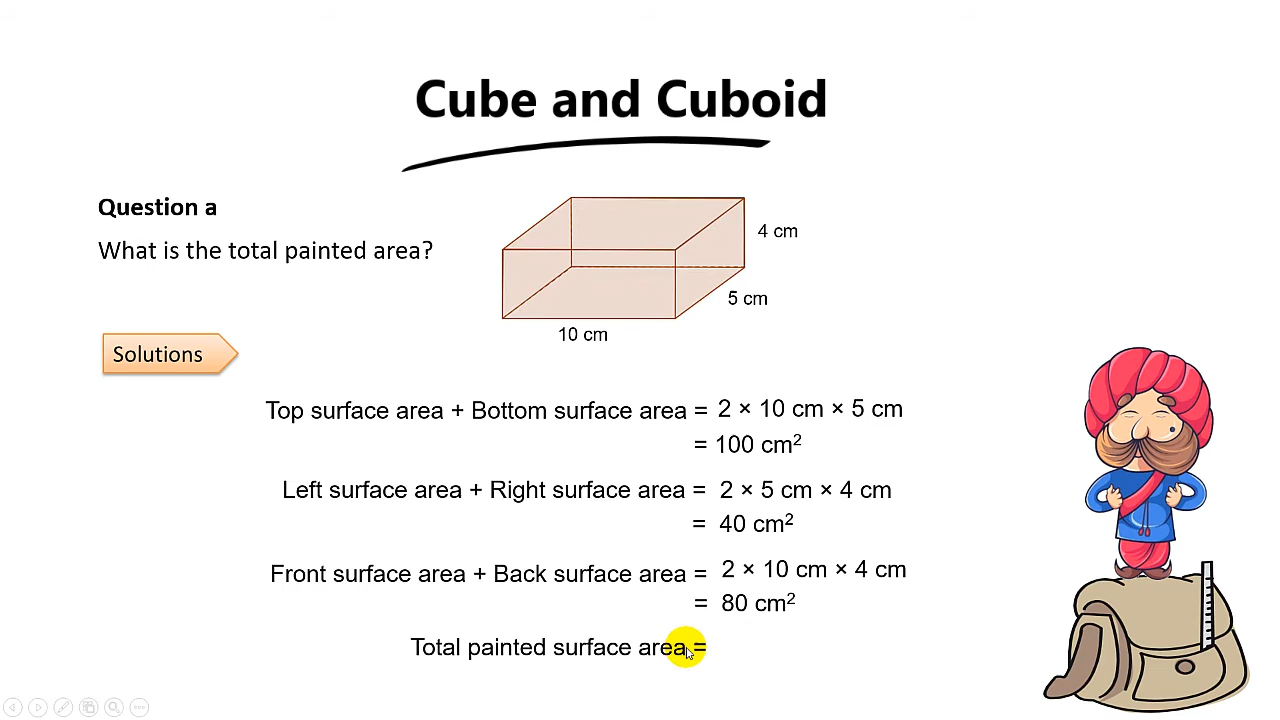 Cube and Cuboid
Question a
What is the total painted area?
4 cm
5 cm
10 cm
Solutions
Top surface area + Bottom surface area = 2 × 10 cm × 5 cm
= 100 cm²
Left surface area + Right surface area = 2 × 5 cm × 4 cm
= 40 cm²
Front surface area + Back surface area = 2 × 10 cm × 4 cm
= 80 cm²
Total painted surface area =